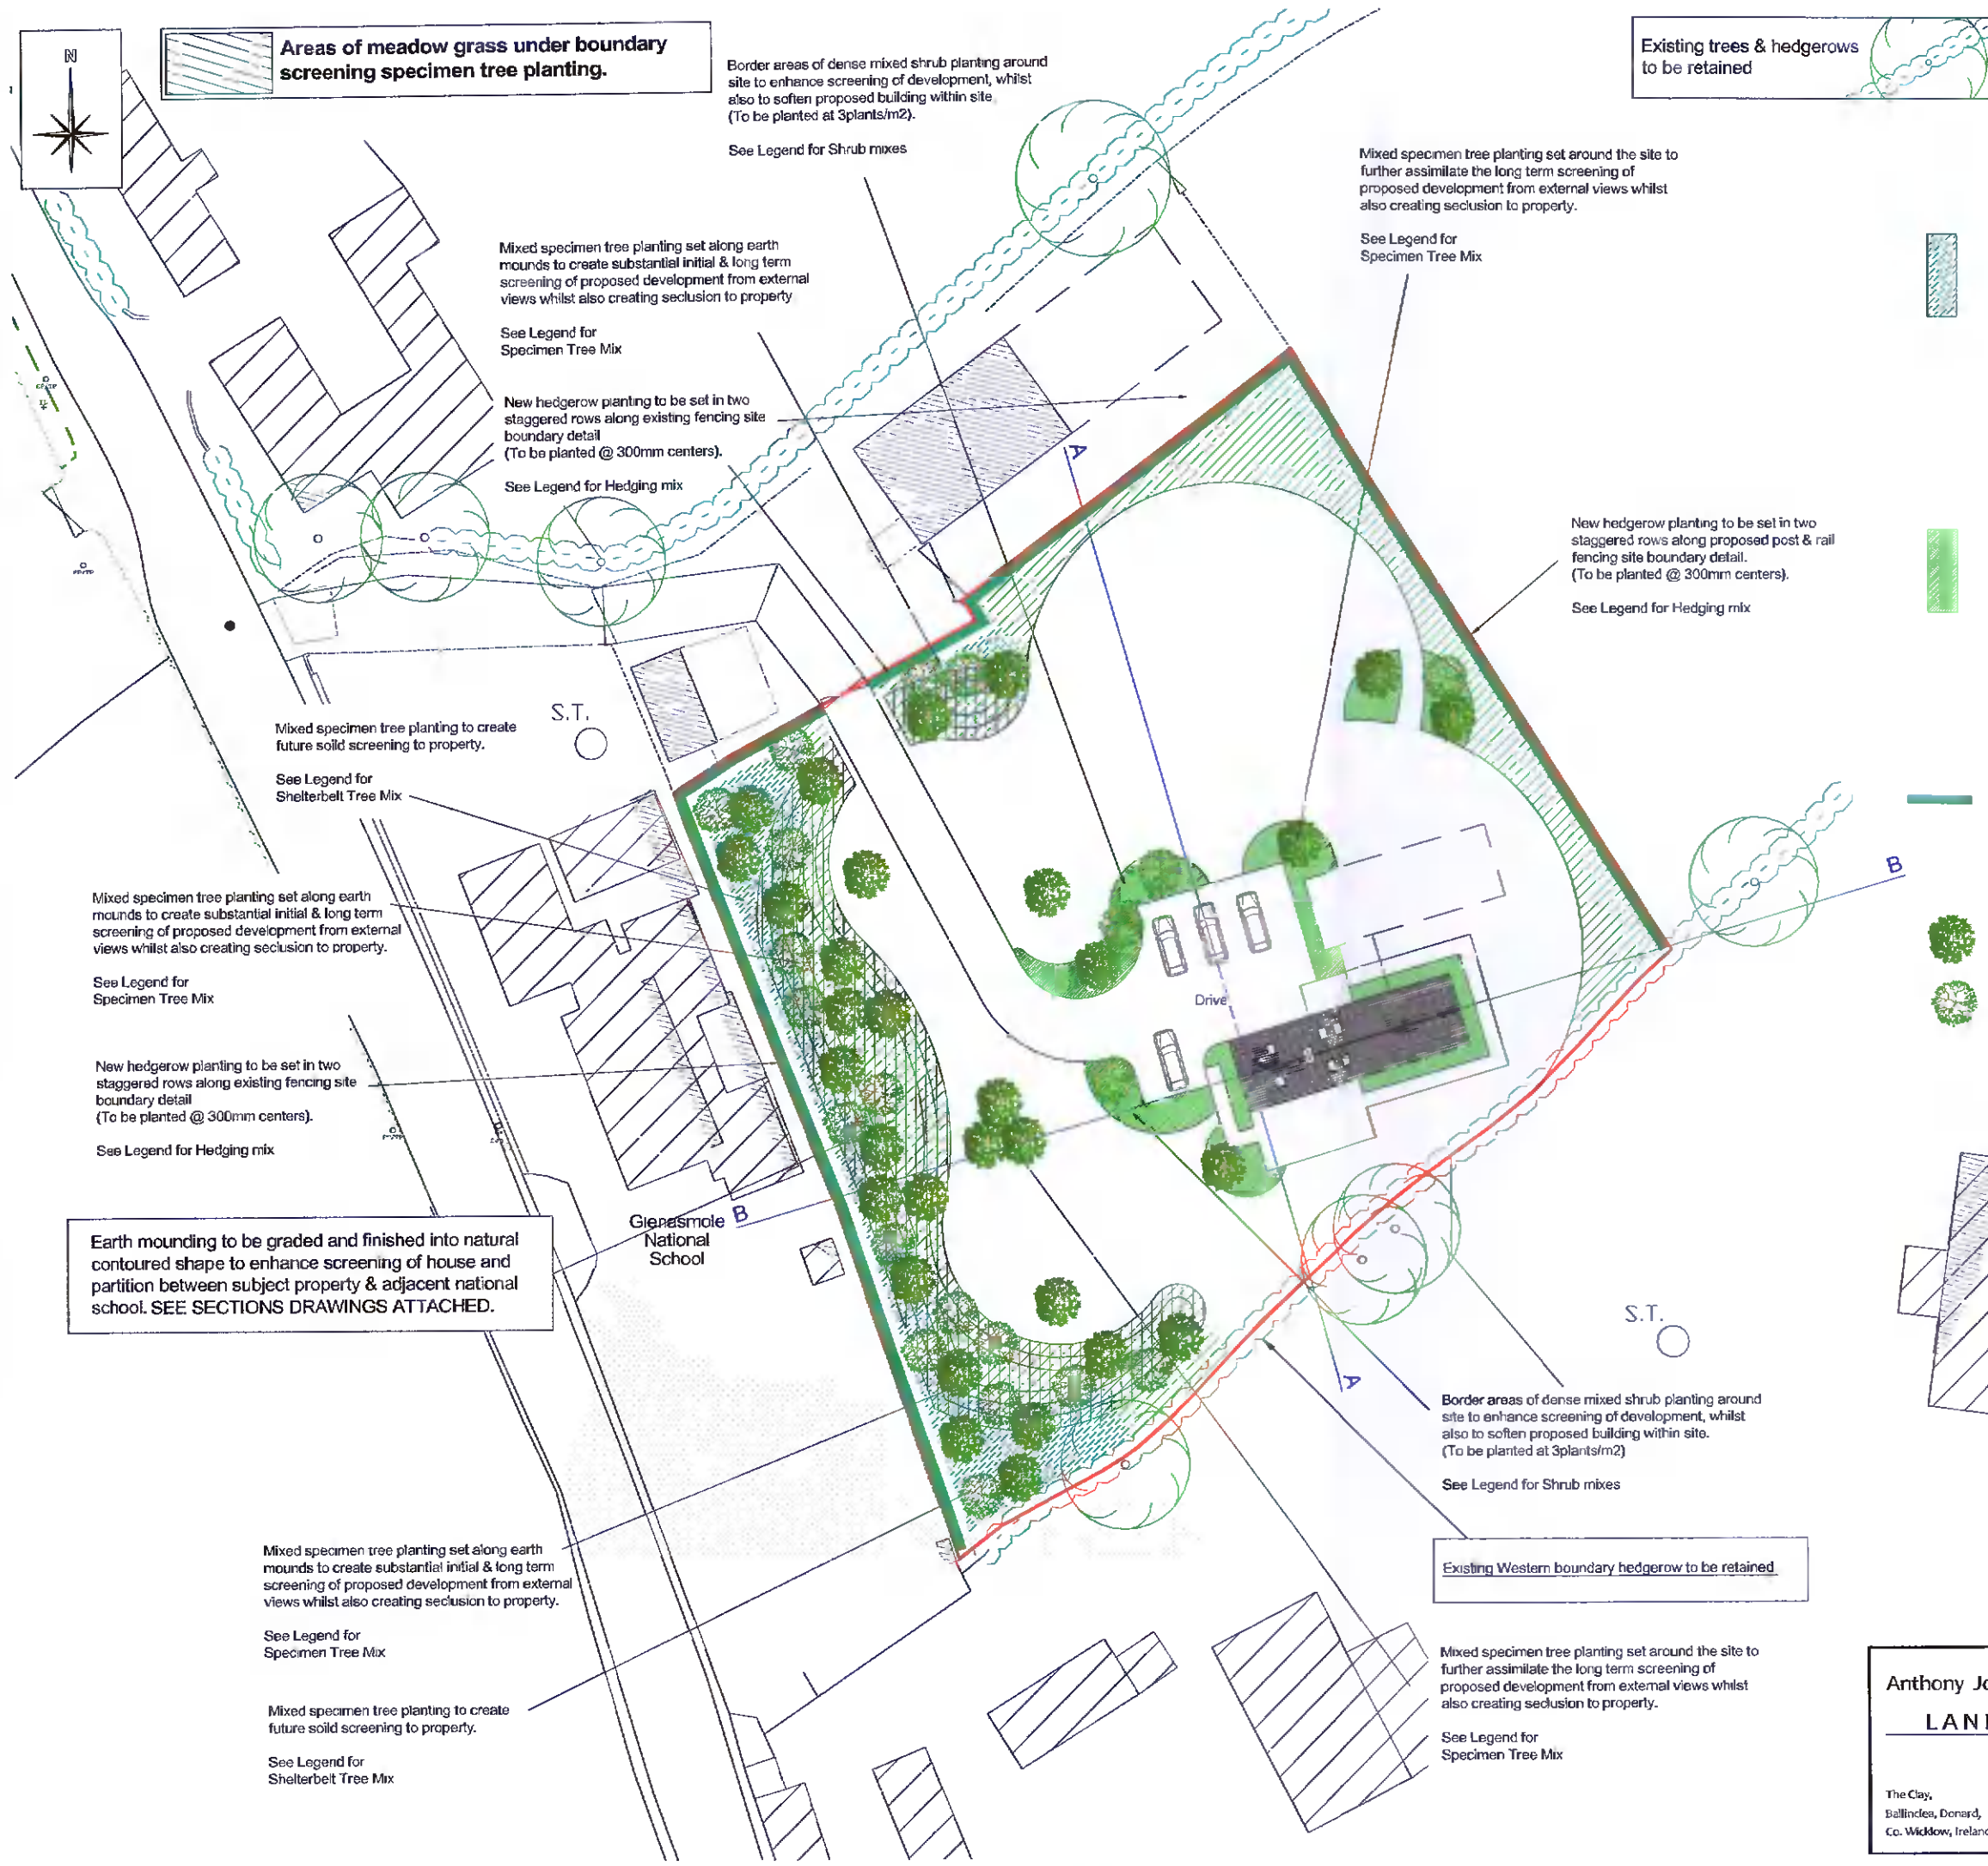 N
Areas of meadow grass under boundary
screening specimen tree planting.
Border areas of dense mixed shrub planting around
site to enhance screening of development, whilst
also to soften proposed building within site.
(To be planted at 3plants/m2).
See Legend for Shrub mixes
Existing trees & hedgerows
to be retained
Mixed specimen tree planting set around the site to
further assimilate the long term screening of
proposed development from external views whilst
also creating seclusion to property.
See Legend for
Specimen Tree Mix
Mixed specimen tree planting set along earth
mounds to create substantial initial & long term
screening of proposed development from external
views whilst also creating seclusion to property
See Legend for
Specimen Tree Mix
New hedgerow planting to be set in two
staggered rows along existing fencing site
boundary detail
(To be planted @ 300mm centers).
See Legend for Hedging mix
A
New hedgerow planting to be set in two
staggered rows along proposed post & rail
fencing site boundary detail.
(To be planted @ 300mm centers).
See Legend for Hedging mix
S.T.
Mixed specimen tree planting to create
future soild screening to property.
See Legend for
Shelterbelt Tree Mix
B
Mixed specimen tree planting set along earth
mounds to create substantial initial & long term
screening of proposed development from external
views whilst also creating seclusion to property.
See Legend for
Specimen Tree Mix
Drive
New hedgerow planting to be set in two
staggered rows along existing fencing site
boundary detail
(To be planted @ 300mm centers).
See Legend for Hedging mix
B
Glenasmole
National
School
Earth mounding to be graded and finished into natural
contoured shape to enhance screening of house and
partition between subject property & adjacent national
school. SEE SECTIONS DRAWINGS ATTACHED.
S.T.
A
Border areas of dense mixed shrub planting around
site to enhance screening of development, whilst
also to soften proposed building within site.
(To be planted at 3plants/m2)
See Legend for Shrub mixes
Existing Western boundary hedgerow to be retained
Mixed specimen tree planting set along earth
mounds to create substantial initial & long term
screening of proposed development from external
views whilst also creating seclusion to property.
See Legend for
Specimen Tree Mix
Mixed specimen tree planting set around the site to
further assimilate the long term screening of
proposed development from external views whilst
also creating seclusion to property.
See Legend for
Specimen Tree Mix
Mixed specimen tree planting to create
future soild screening to property.
See Legend for
Shelterbelt Tree Mix
Anthony Jo
LAN
The Clay,
Ballinclea, Donard,
Co. Wicklow, Ireland